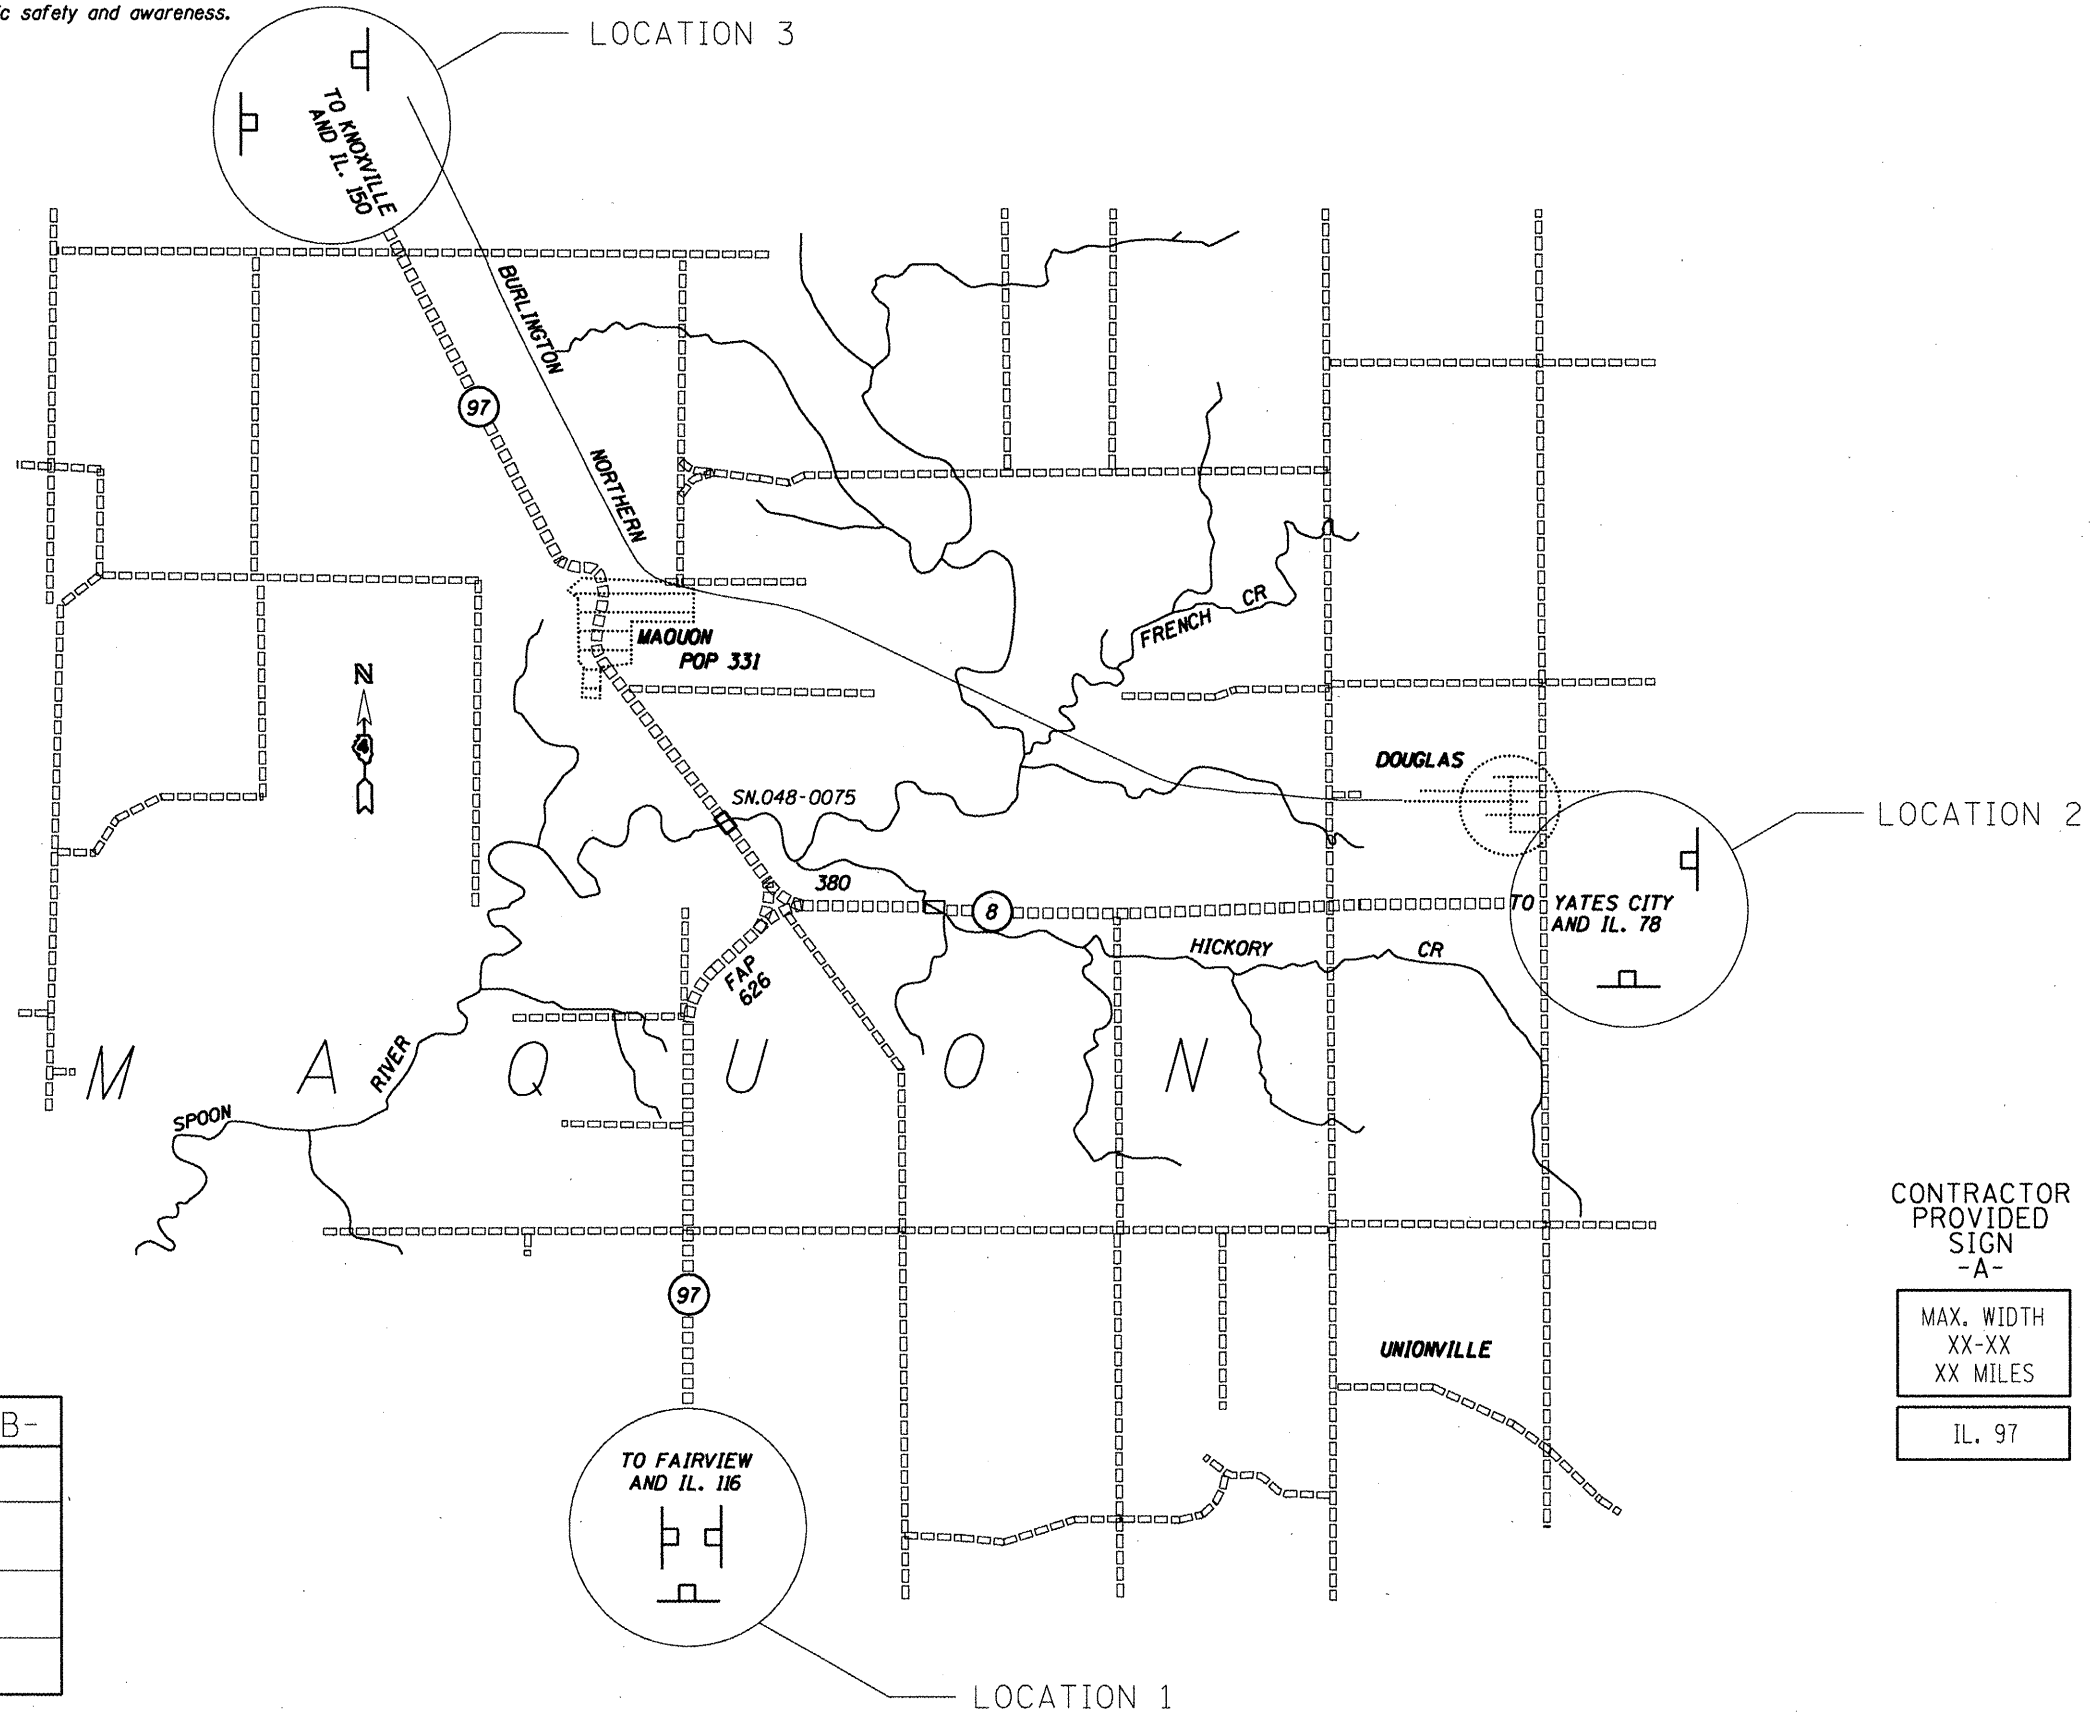 ic safety and awareness.
LOCATION 3
TO KNOXVILLE
AND IL. 150
BURLINGTON
NORTHERN
97
MAQUON
POP 331
FRENCH CR
N
4
DOUGLAS
SN.048-0075
LOCATION 2
380
8
TO YATES CITY
AND IL. 78
HICKORY CR
FAP
626
M A Q U O N
SPOON RIVER
CONTRACTOR
PROVIDED
SIGN
-A-
MAX. WIDTH
XX-XX
XX MILES
IL. 97
97
UNIONVILLE
B-
TO FAIRVIEW
AND IL. 116
LOCATION 1